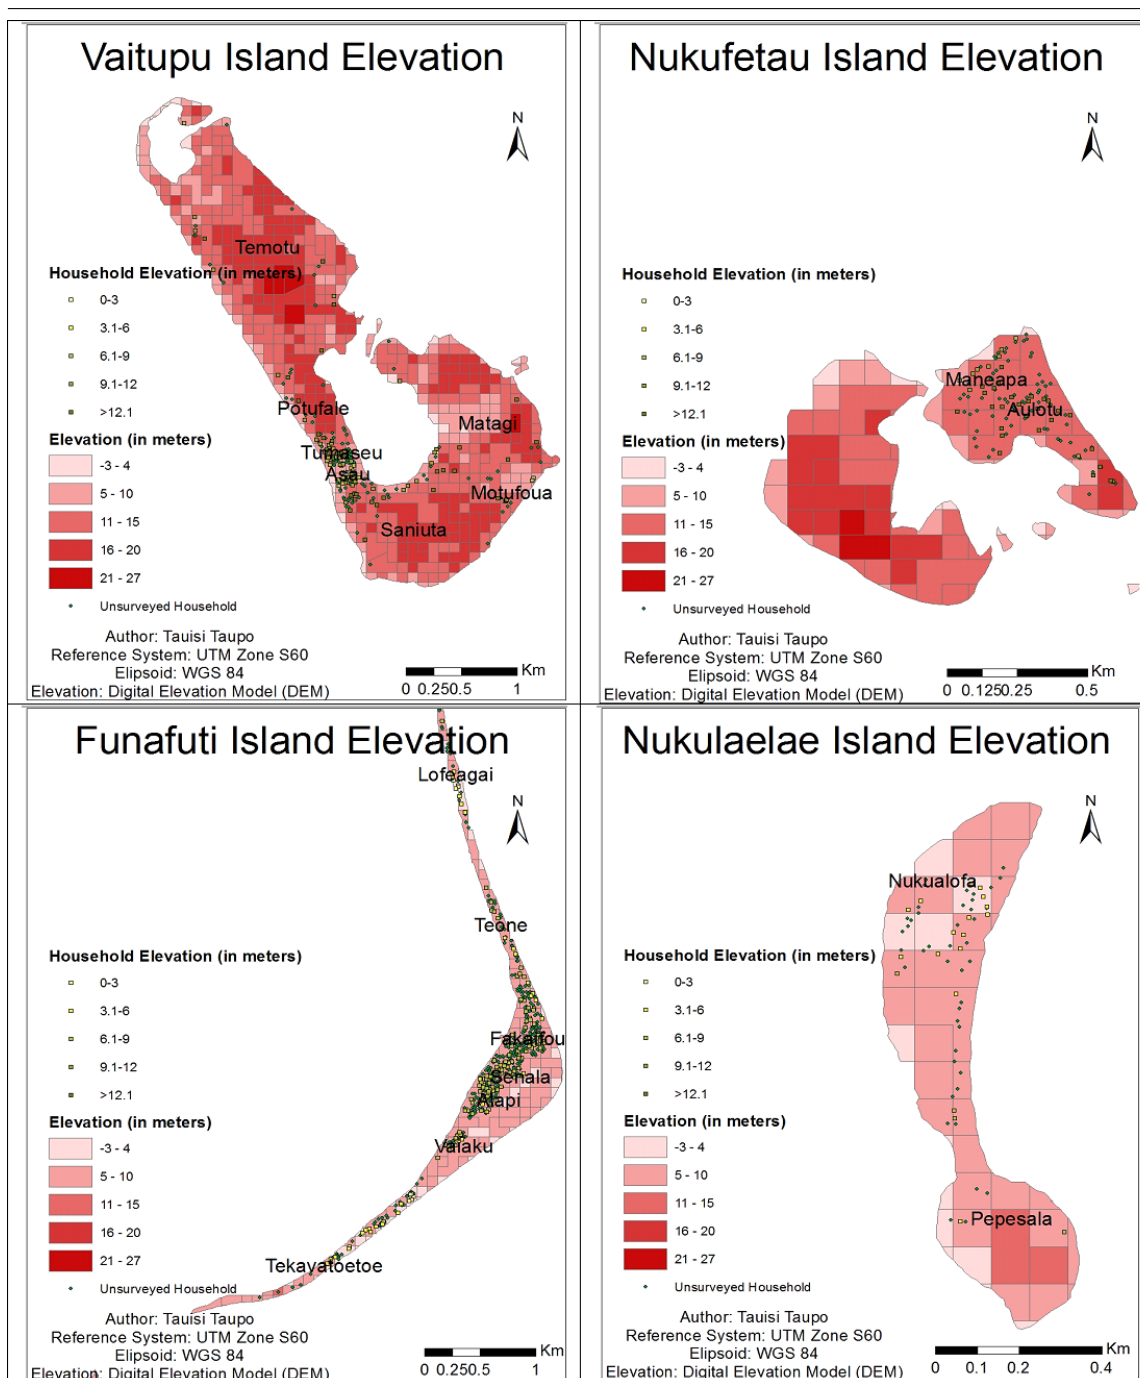 Vaitupu Island Elevation
N
Temotu
Household Elevation (in meters)
0-3
3.1-6
6.1-9
9.1-12
>12.1
Potufale
Matagi
Tumaseu
Asau
Motufoua
Saniuta
Elevation (in meters)
-3 - 4
5 - 10
11 - 15
16 - 20
21 - 27
Unsurveyed Household
Author: Tauisi Taupo
Reference System: UTM Zone S60
Elipsoid: WGS 84
Elevation: Digital Elevation Model (DEM)
Km
0 0.250.5 1
Nukufetau Island Elevation
N
Household Elevation (in meters)
0-3
3.1-6
6.1-9
9.1-12
>12.1
Maneapa
Aulotu
Elevation (in meters)
-3 - 4
5 - 10
11 - 15
16 - 20
21 - 27
Unsurveyed Household
Author: Tauisi Taupo
Reference System: UTM Zone S60
Elipsoid: WGS 84
Elevation: Digital Elevation Model (DEM)
Km
0 0.1250.25 0.5
Funafuti Island Elevation
Lofeagai
N
Teone
Household Elevation (in meters)
0-3
3.1-6
6.1-9
9.1-12
>12.1
Fakaifou
Senala
Alapi
Vaiaku
Tekavatoetoe
Elevation (in meters)
-3 - 4
5 - 10
11 - 15
16 - 20
21 - 27
Unsurveyed Household
Author: Tauisi Taupo
Reference System: UTM Zone S60
Elipsoid: WGS 84
Elevation: Digital Elevation Model (DEM)
Km
0 0.250.5 1
Nukulaelae Island Elevation
N
Nukualofa
Household Elevation (in meters)
0-3
3.1-6
6.1-9
9.1-12
>12.1
Elevation (in meters)
-3 - 4
5 - 10
11 - 15
16 - 20
21 - 27
Pepesala
Unsurveyed Household
Author: Tauisi Taupo
Reference System: UTM Zone S60
Elipsoid: WGS 84
Elevation: Digital Elevation Model (DEM)
Km
0 0.1 0.2 0.4